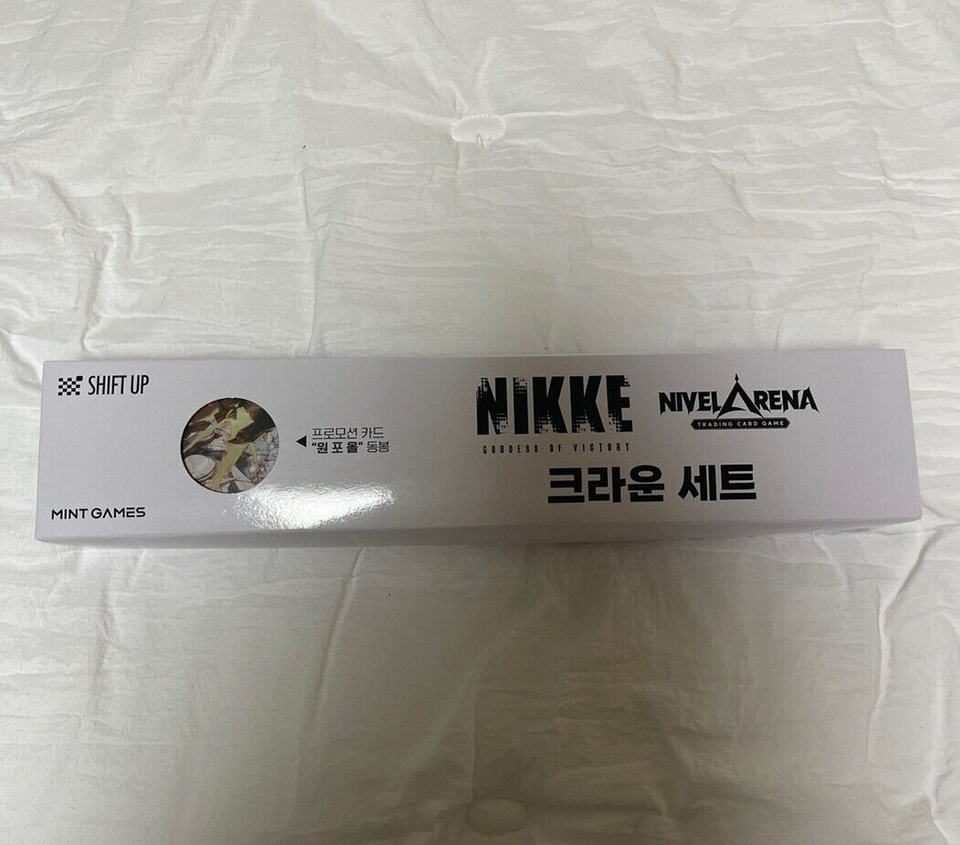 SHIFT UP
프로모션 카드
"원 포 올" 동봉
MINT GAMES
NIKKE
GODDESS OF VICTORY
NIVEL ARENA
TRADING CARD GAME
크라운 세트